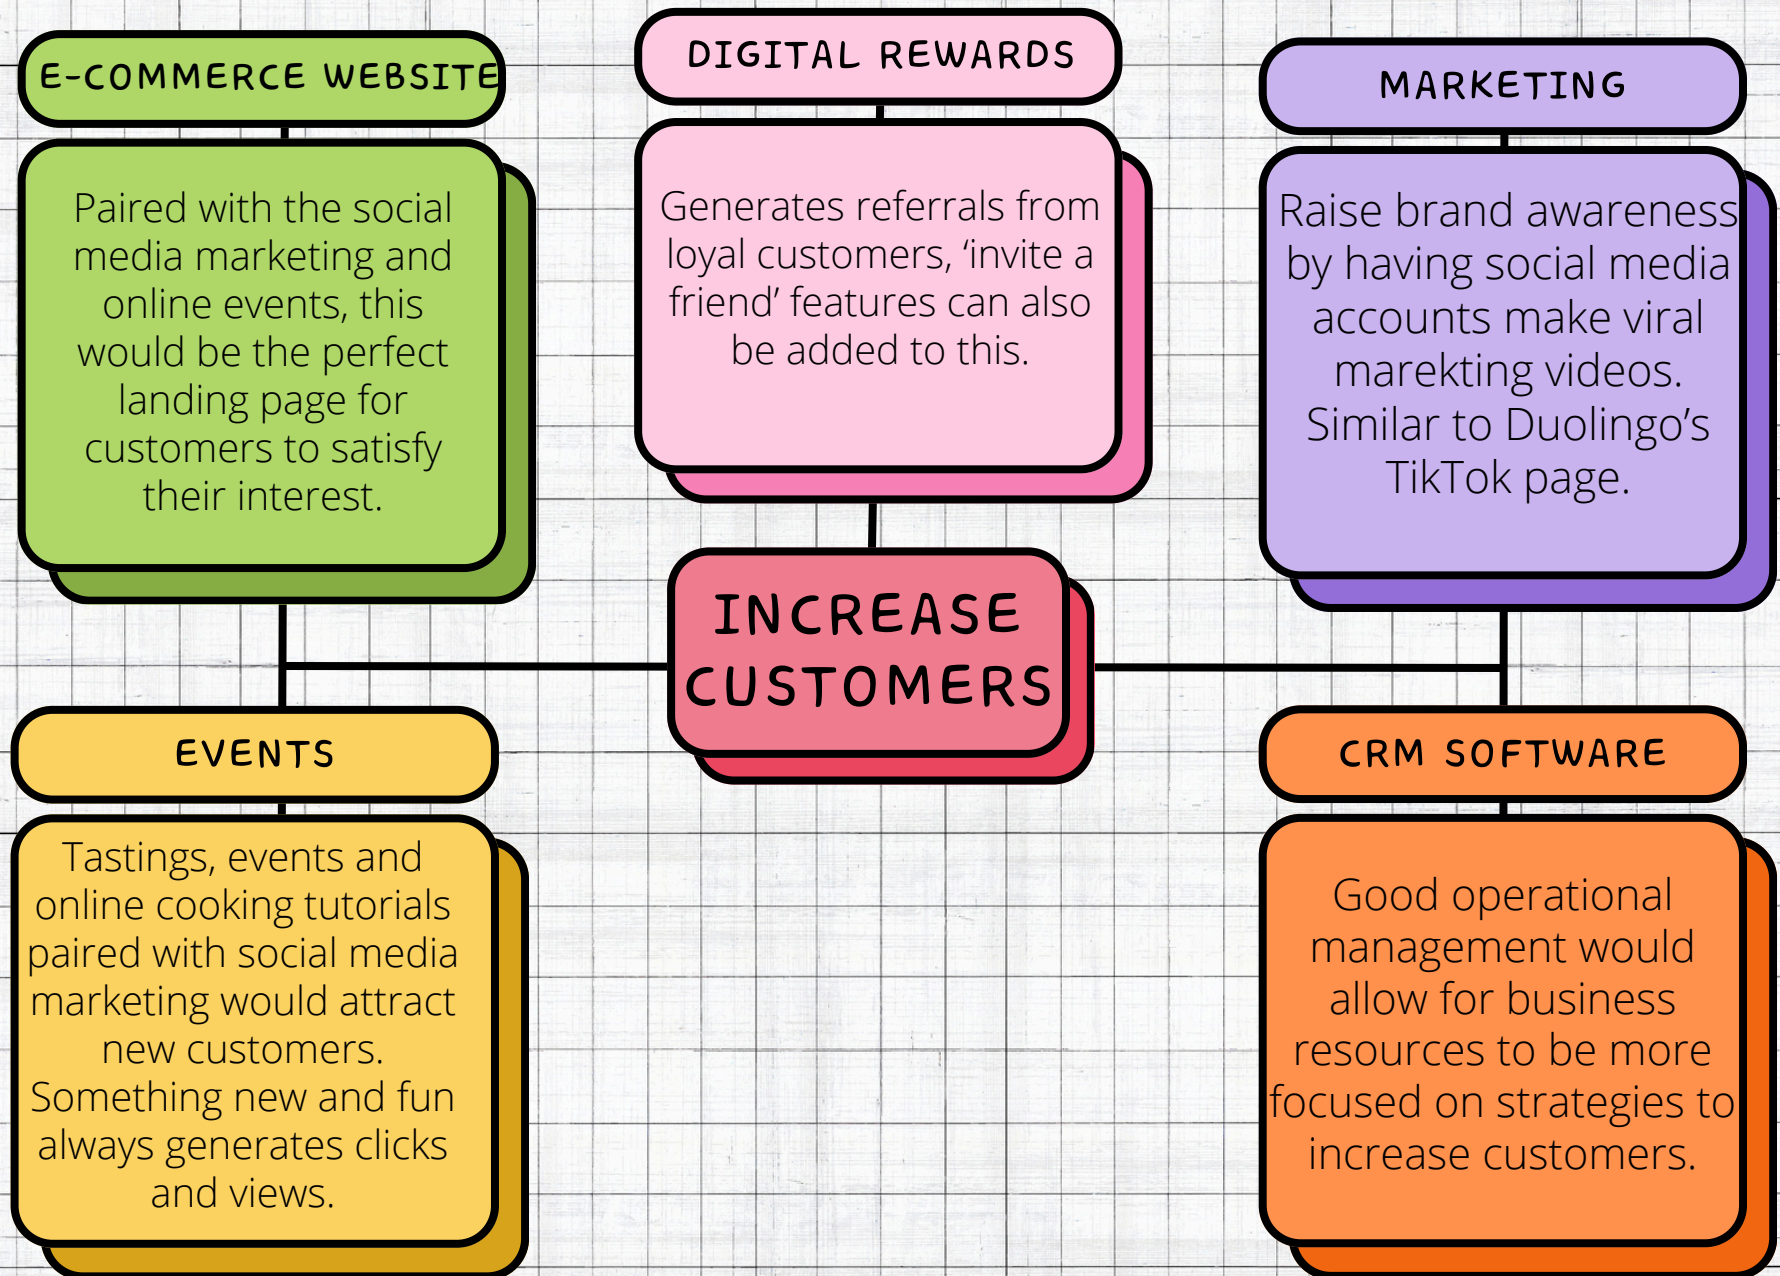 E-COMMERCE WEBSITE
Paired with the social
media marketing and
online events, this
would be the perfect
landing page for
customers to satisfy
their interest.
DIGITAL REWARDS
Generates referrals from
loyal customers, ‘invite a
friend’ features can also
be added to this.
MARKETING
Raise brand awareness
by having social media
accounts make viral
marekting videos.
Similar to Duolingo’s
TikTok page.
INCREASE
CUSTOMERS
EVENTS
Tastings, events and
online cooking tutorials
paired with social media
marketing would attract
new customers.
Something new and fun
always generates clicks
and views.
CRM SOFTWARE
Good operational
management would
allow for business
resources to be more
focused on strategies to
increase customers.